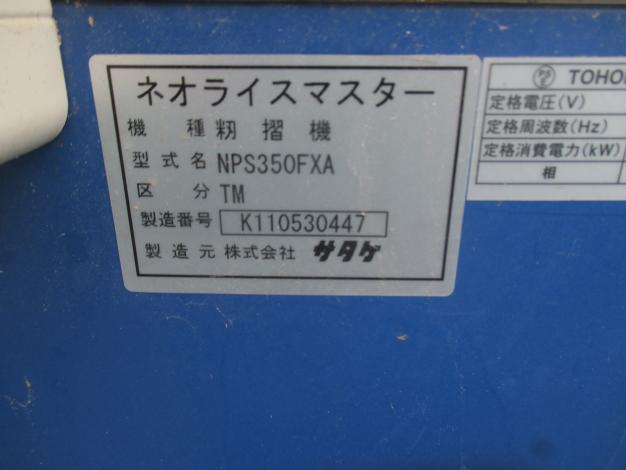 ネオライスマスター
機種 籾摺機
型式名 NPS350FXA
区分 TM
製造番号 K110530447
製造元 株式会社 サタケ
TOHO
定格電圧(V)
定格周波数(Hz)
定格消費電力(kW)
相